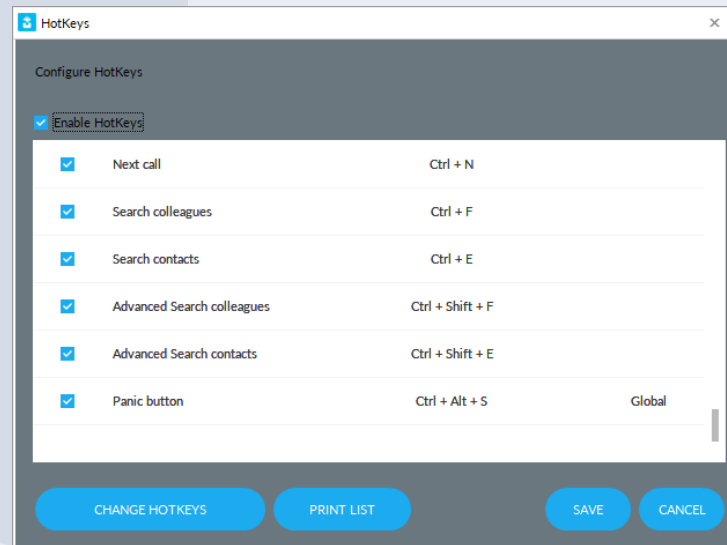 HotKeys
Configure HotKeys
Enable HotKeys
Next call Ctrl + N
Search colleagues Ctrl + F
Search contacts Ctrl + E
Advanced Search colleagues Ctrl + Shift + F
Advanced Search contacts Ctrl + Shift + E
Panic button Ctrl + Alt + S Global
CHANGE HOTKEYS PRINT LIST SAVE CANCEL